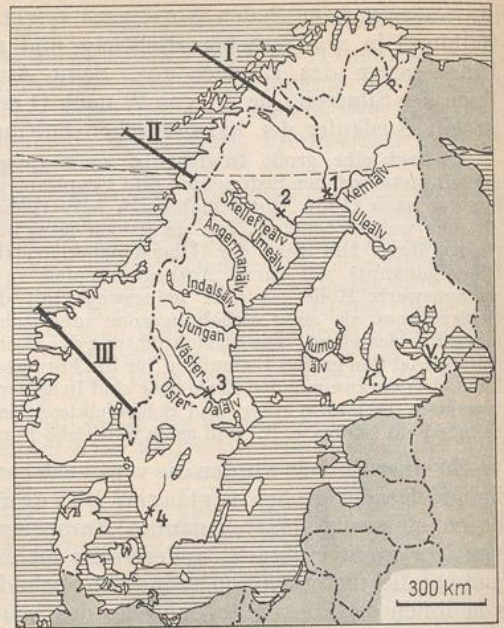 I
II
1
2
Kemiälv
Skellefteälv
Uleälv
Umeälv
Ångermanälv
Indalsälv
Ljungan
III
Kumo
älv
Väster
3
Öster-
Dalälv
4
300 km